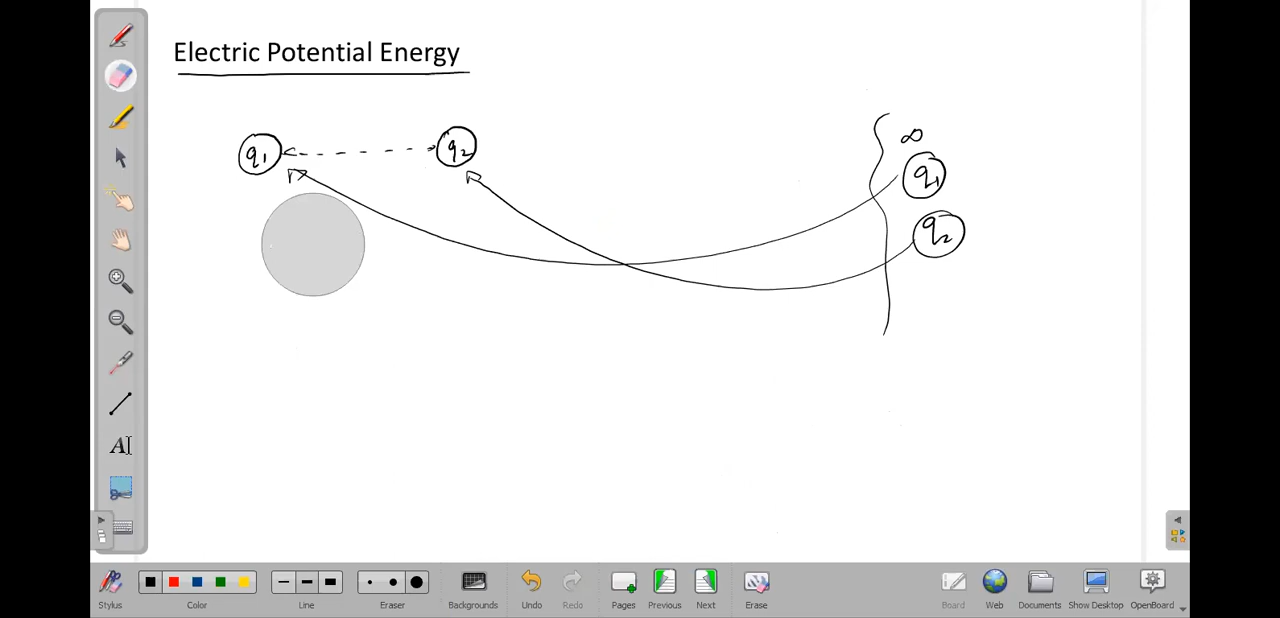 Electric Potential Energy
q₁ q₂ ∞
q₁
q₂
A
Stylus Color Line Eraser Backgrounds Undo Redo Pages Previous Next Erase Board Web Documents Show Desktop OpenBoard